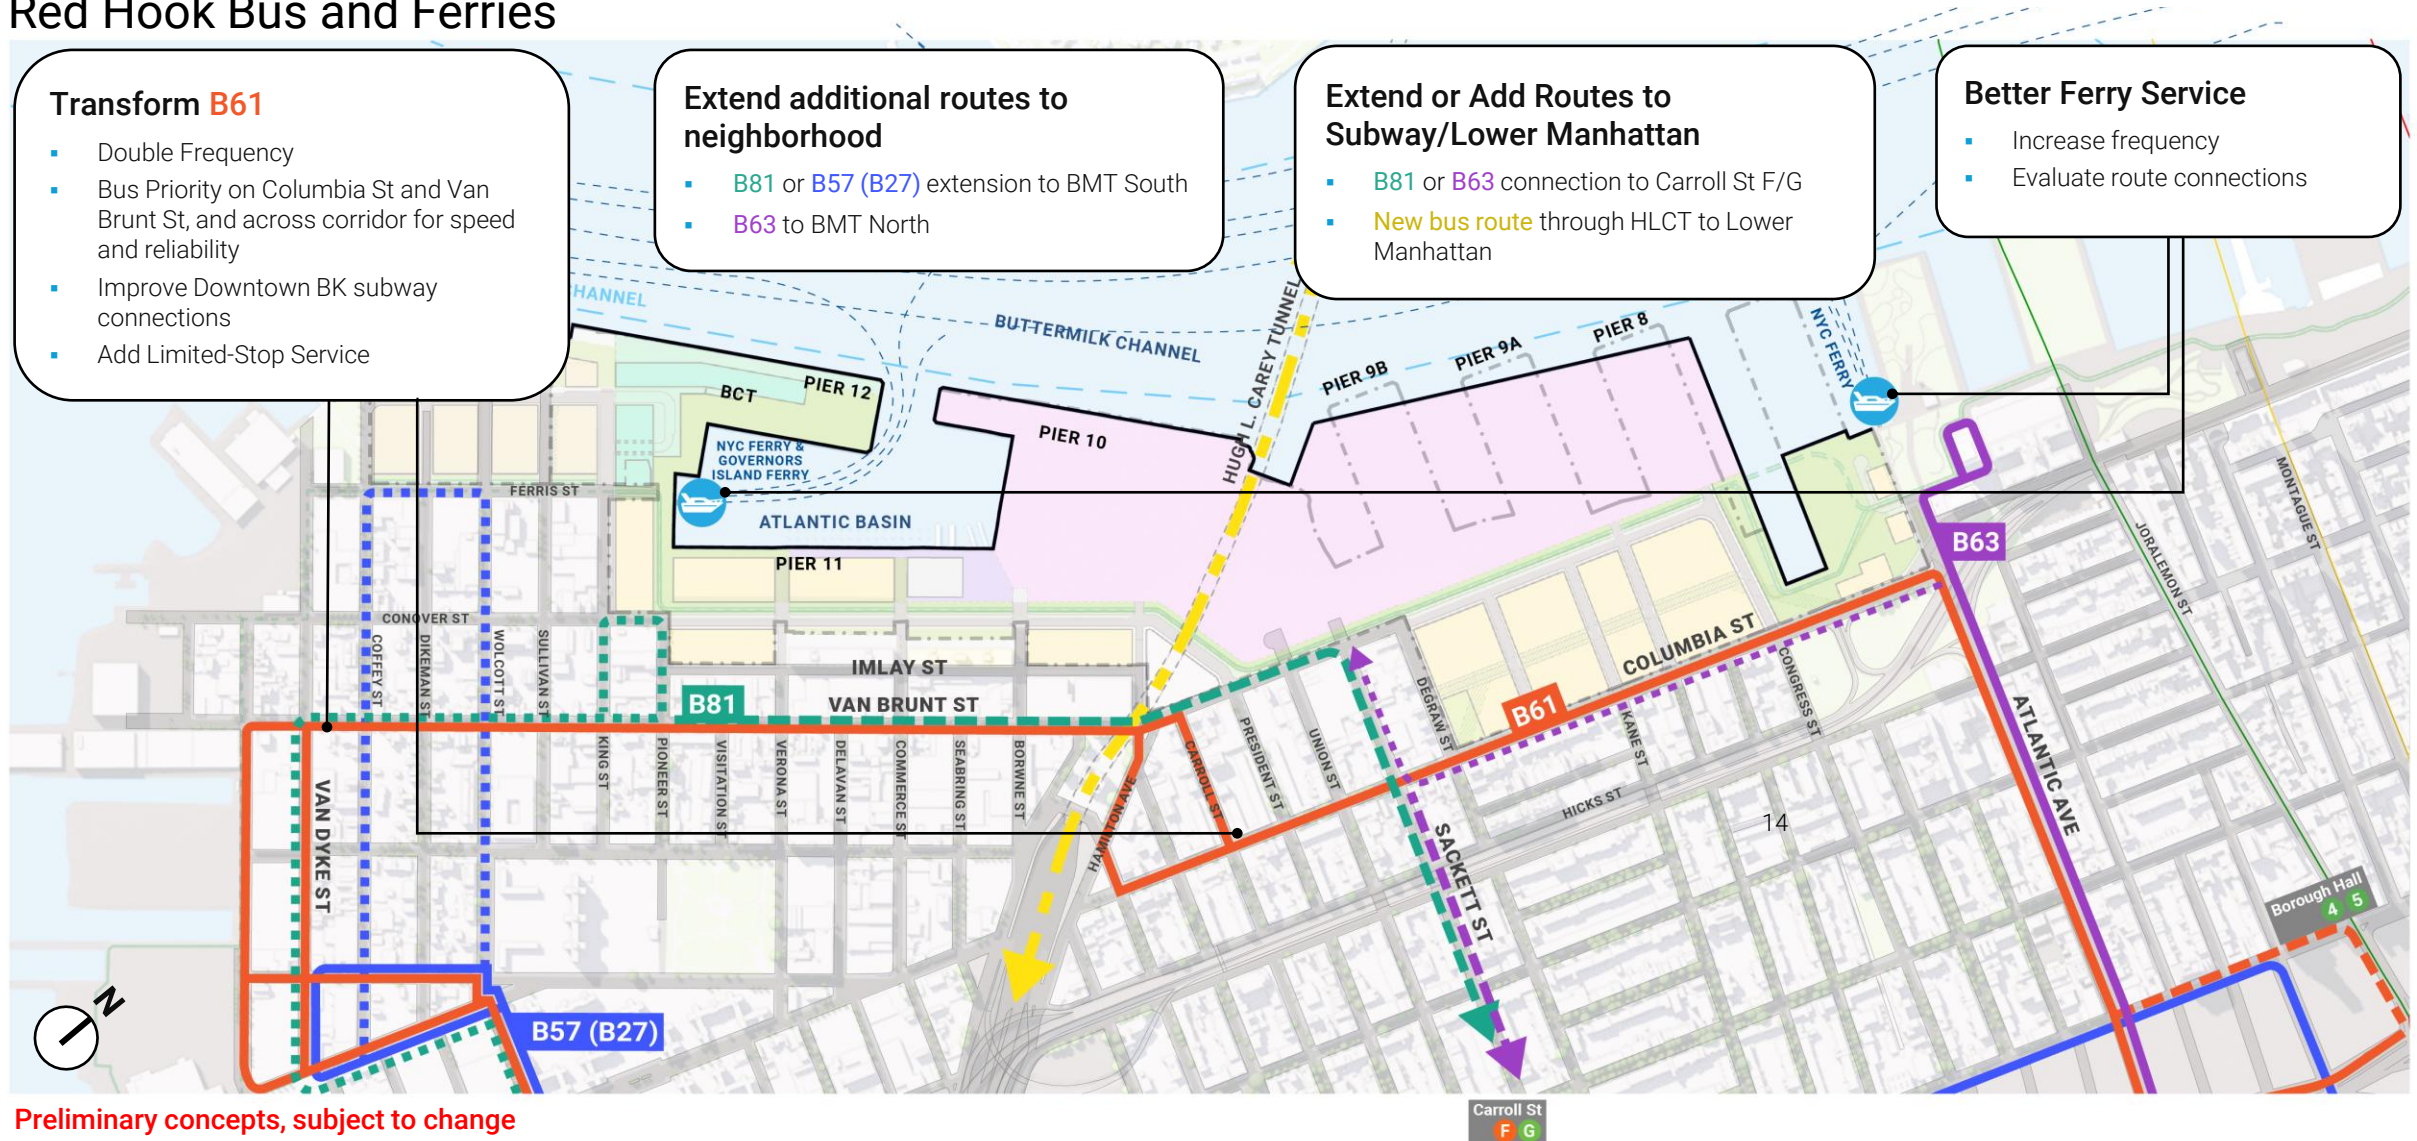 Red Hook Bus and Ferries
Transform B61
▪ Double Frequency
▪ Bus Priority on Columbia St and Van
Brunt St, and across corridor for speed
and reliability
▪ Improve Downtown BK subway
connections
▪ Add Limited-Stop Service
Extend additional routes to
neighborhood
▪ B81 or B57 (B27) extension to BMT South
▪ B63 to BMT North
Extend or Add Routes to
Subway/Lower Manhattan
▪ B81 or B63 connection to Carroll St F/G
▪ New bus route through HLCT to Lower
Manhattan
Better Ferry Service
▪ Increase frequency
▪ Evaluate route connections
CHANNEL
BUTTERMILK CHANNEL
HUGH L. CAREY TUNNEL
PIER 8
PIER 9A
PIER 9B
NYC FERRY
PIER 12
BCT
PIER 10
NYC FERRY &
GOVERNORS
ISLAND FERRY
ATLANTIC BASIN
PIER 11
FERRIS ST
CONOVER ST
COFFEY ST
DIKEMAN ST
WOLCOTT ST
SULLIVAN ST
IMLAY ST
VAN BRUNT ST
B81
KING ST
PIONEER ST
VISITATION ST
VERONA ST
DELAVAN ST
COMMERCE ST
SEABRING ST
BORWNE ST
HAMINTON AVE
CARROLL ST
PRESIDENT ST
UNION ST
DEGRAW ST
B61
COLUMBIA ST
KANE ST
CONGRESS ST
HICKS ST
14
SACKETT ST
B63
ATLANTIC AVE
JORALEMON ST
MONTAGUE ST
Borough Hall
4 5
VAN DYKE ST
N
B57 (B27)
Preliminary concepts, subject to change
Carroll St
F G